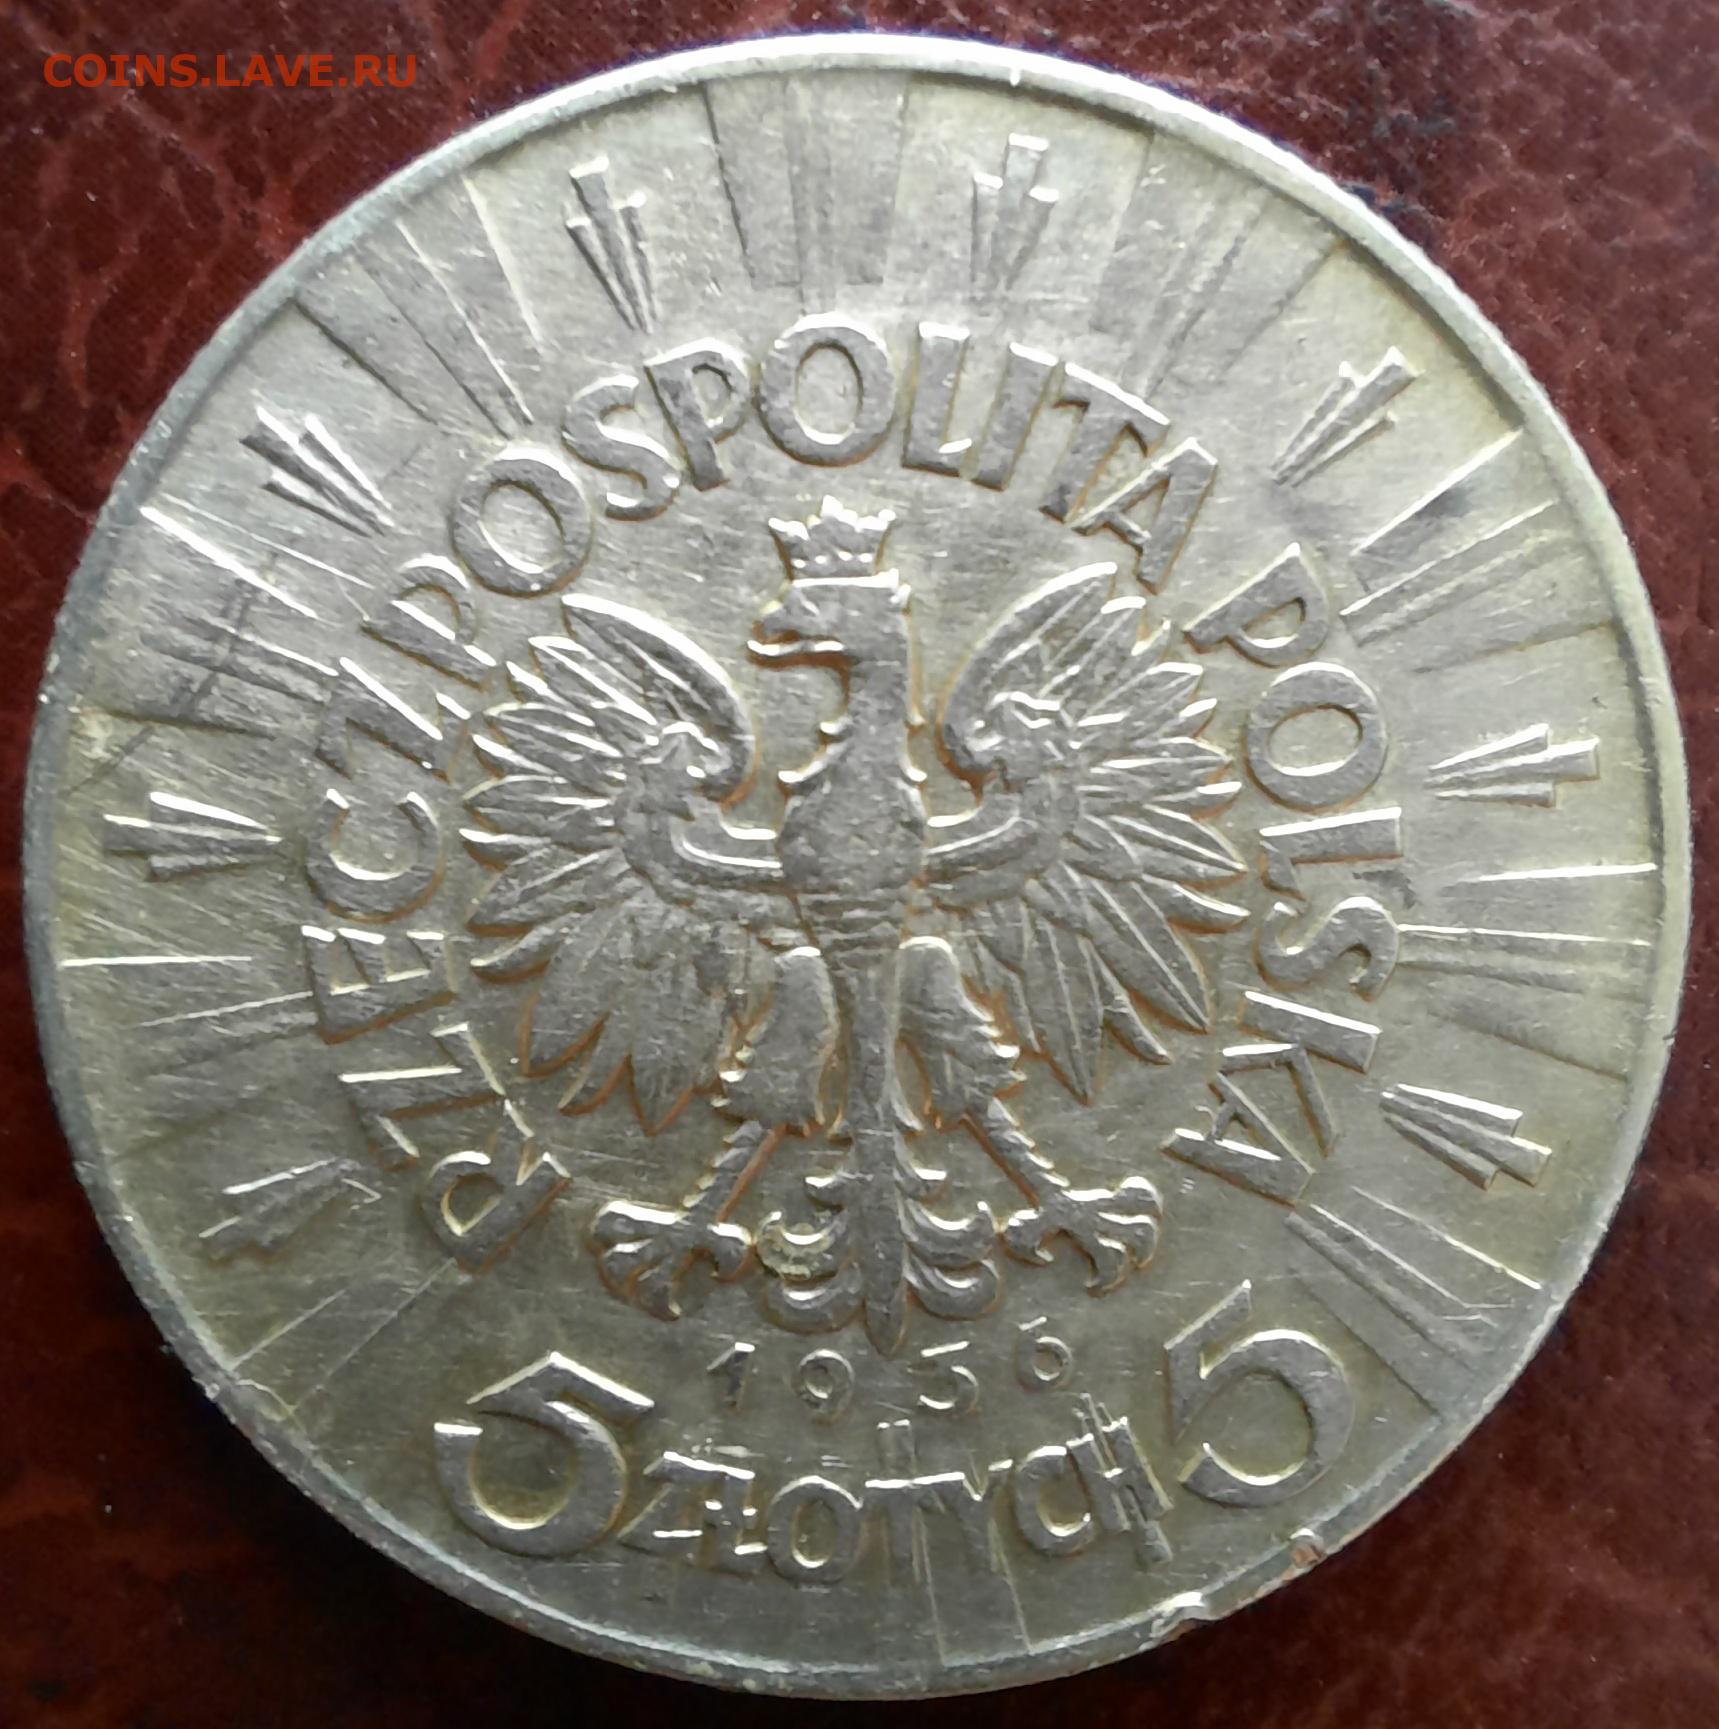 COINS.LAVE.RU
RZECZPOSPOLITA POLSKA
1936
5 ZŁOTYCH 5